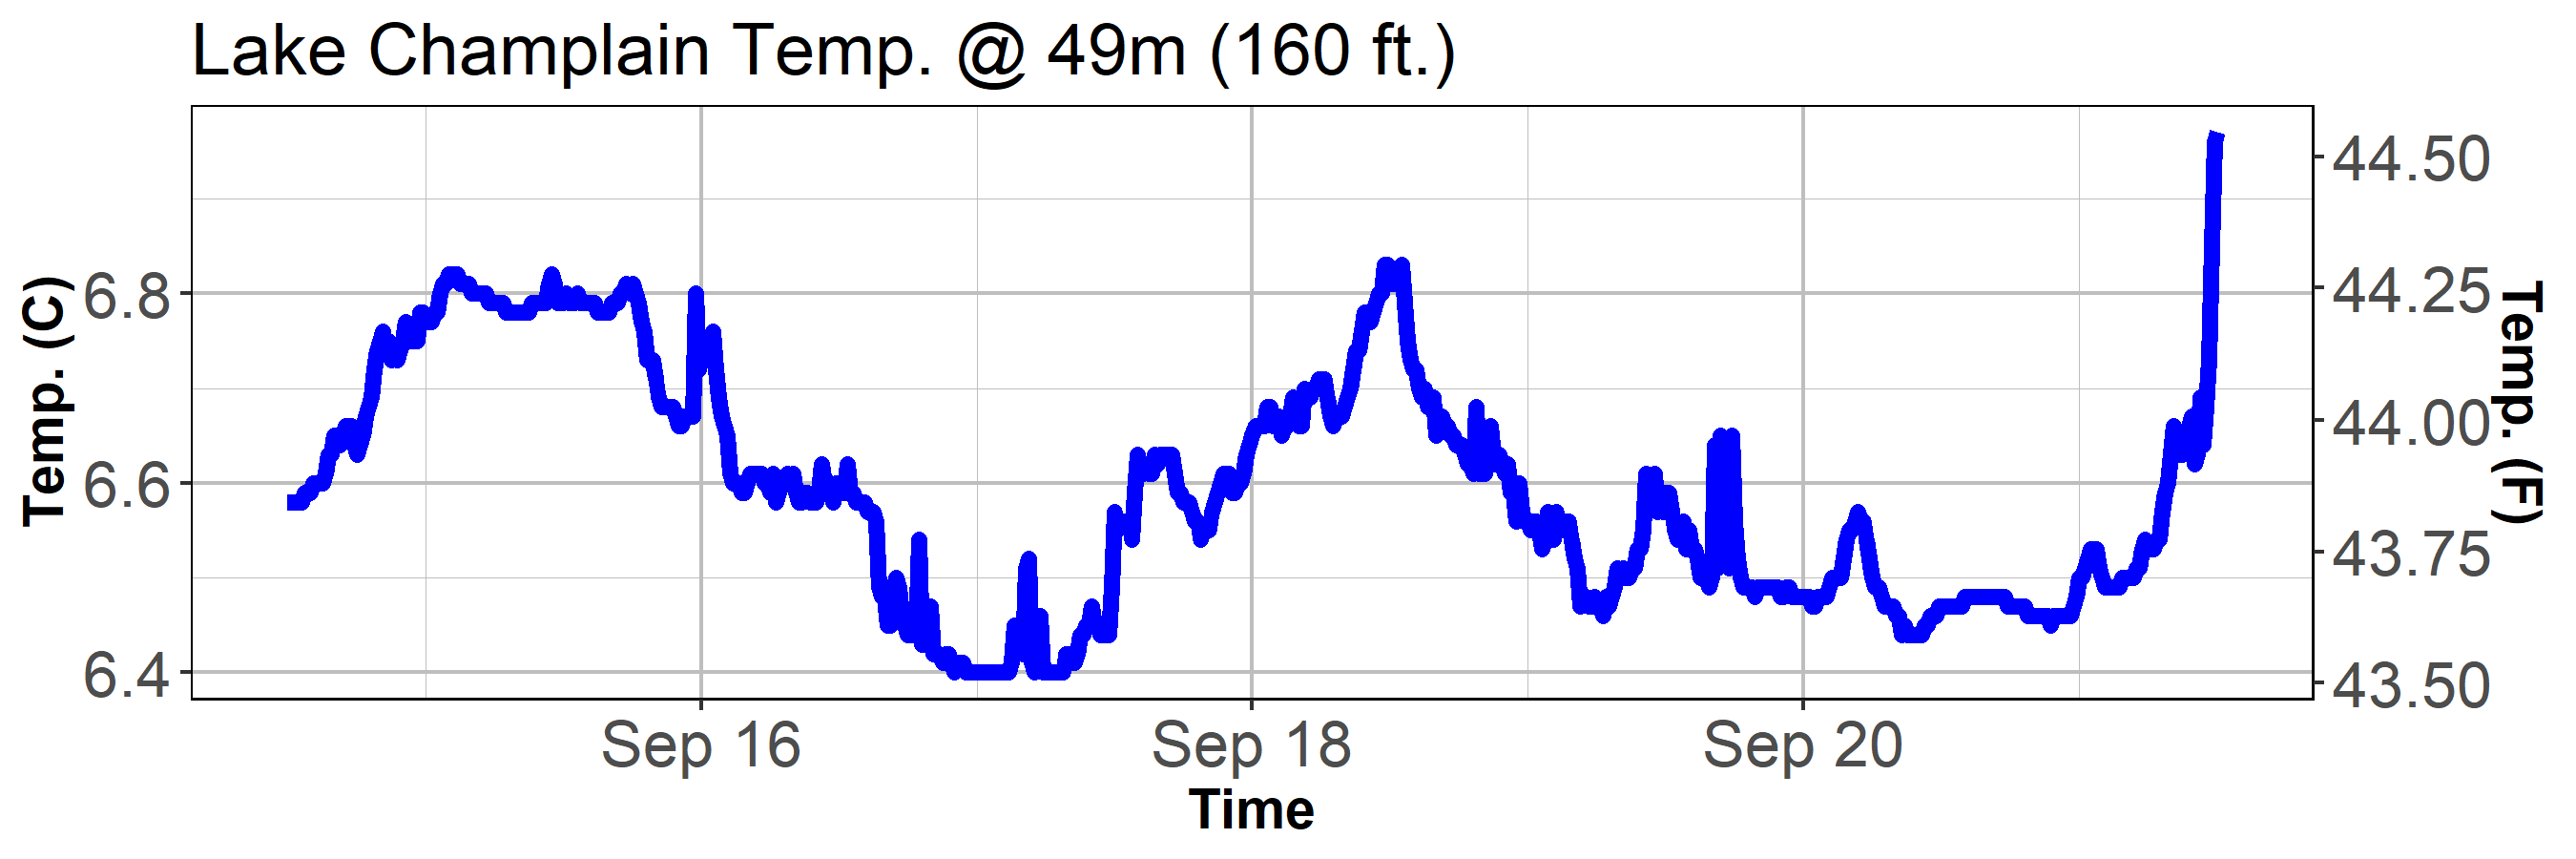 Lake Champlain Temp. @ 49m (160 ft.)
Temp. (C)
6.8
6.6
6.4
44.50
44.25
44.00
43.75
43.50
Temp. (F)
Sep 16 Sep 18 Sep 20
Time